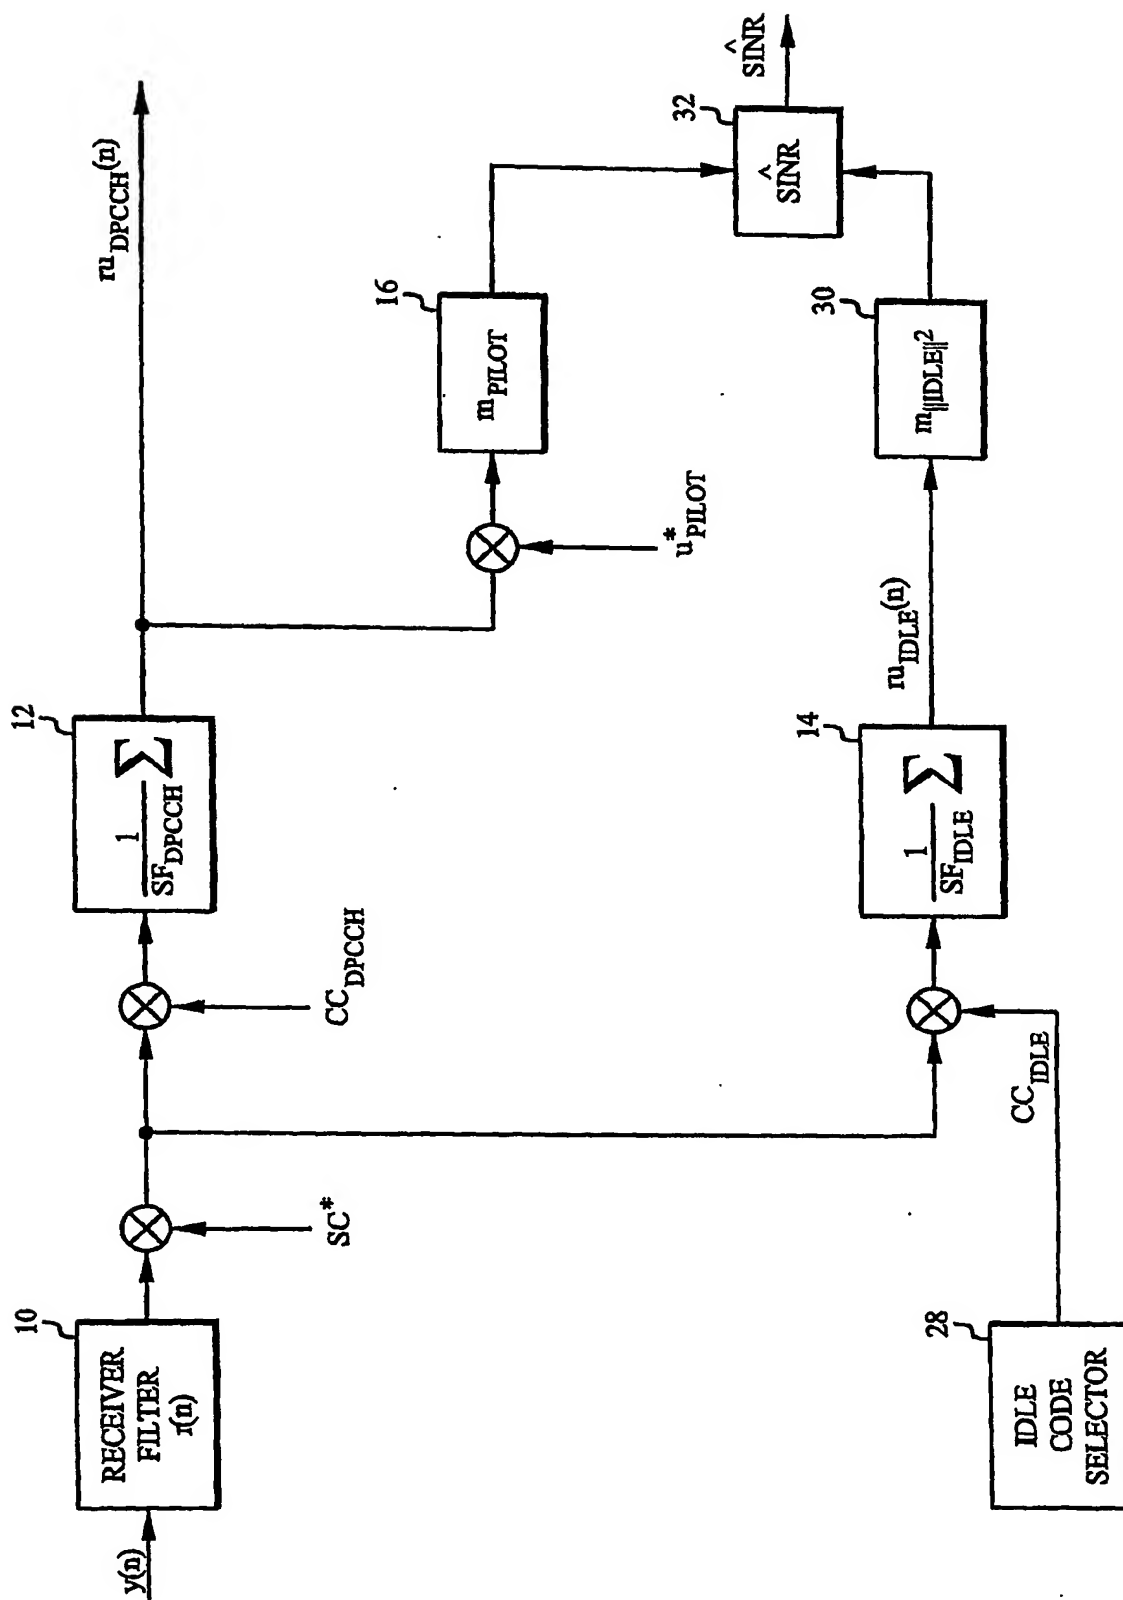 y(n)
10
RECEIVER
FILTER
r(n)
SC*
CC_DPCCH
12
1
SF_DPCCH
Σ
ru_DPCCH(n)
u*_PILOT
16
m_PILOT
28
IDLE
CODE
SELECTOR
CC_IDLE
14
1
SF_IDLE
Σ
ru_IDLE(n)
30
m_||IDLE||²
32
^
SINR
^
SINR